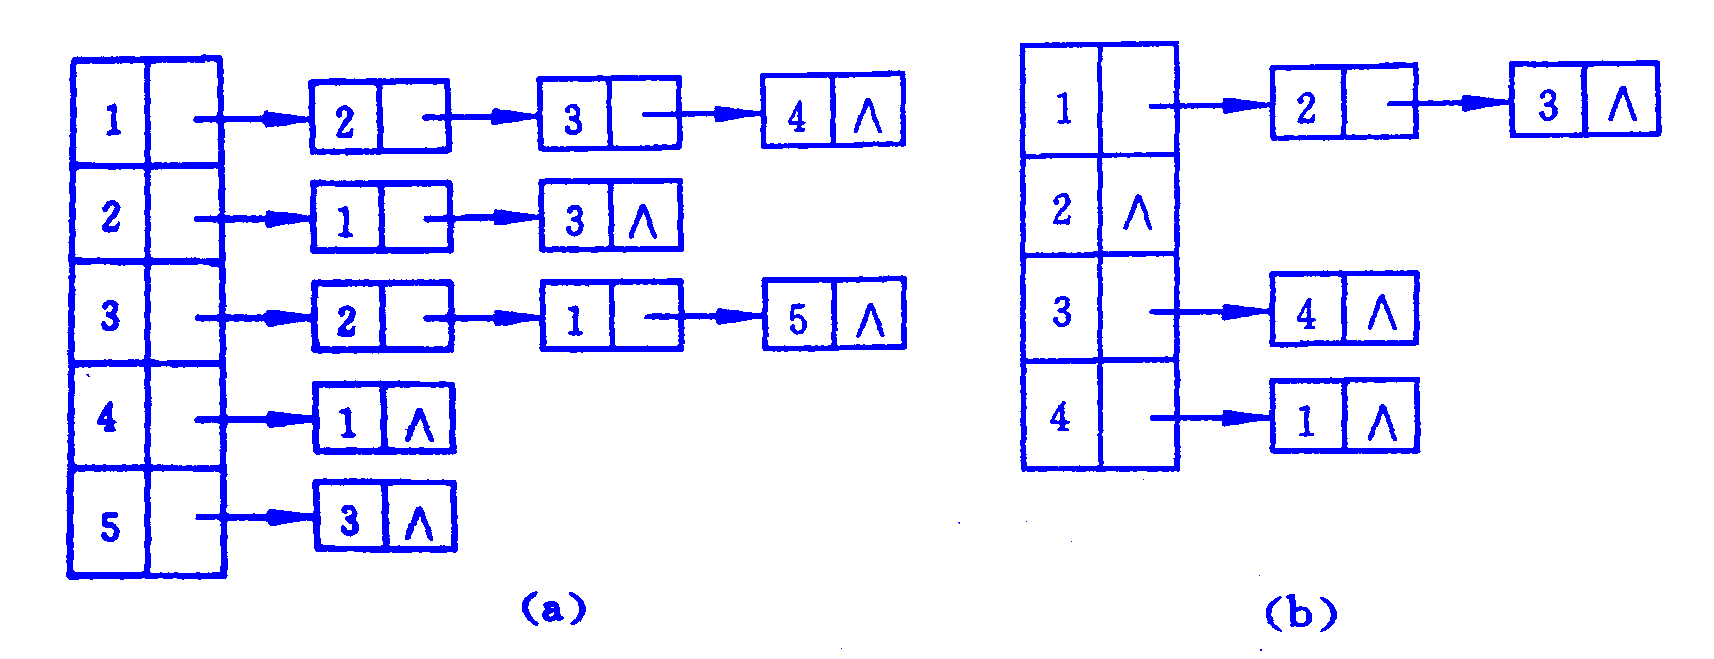 1 2 3 4 ∧
2 1 3 ∧
3 2 1 5 ∧
4 1 ∧
5 3 ∧
(a)
1 2 3 ∧
2 ∧
3 4 ∧
4 1 ∧
(b)